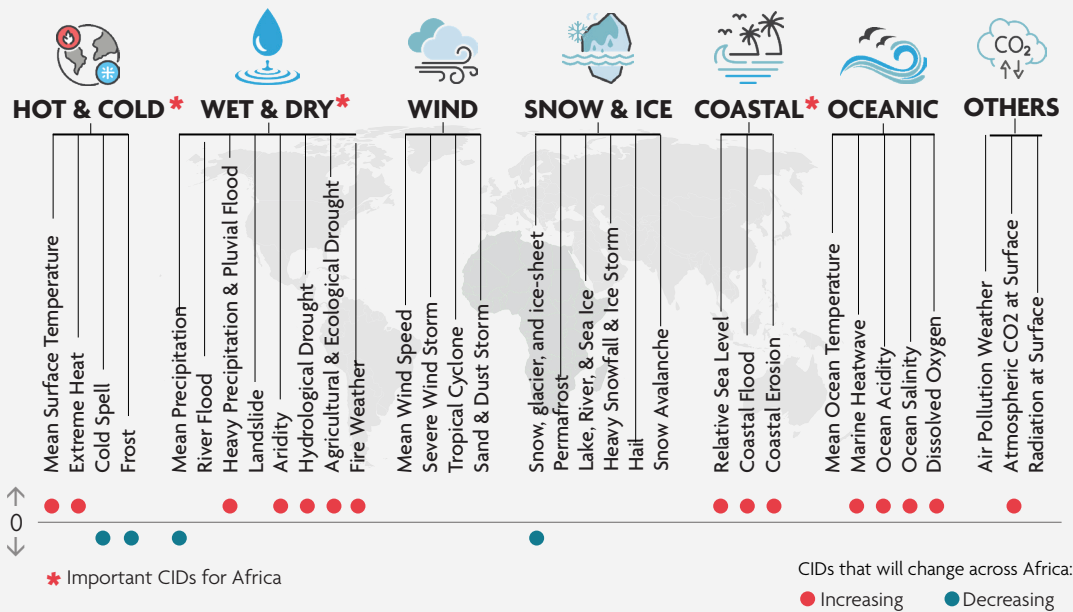 CO₂
HOT & COLD *
WET & DRY *
WIND
SNOW & ICE
COASTAL *
OCEANIC
OTHERS
Mean Surface Temperature
Extreme Heat
Cold Spell
Frost
Mean Precipitation
River Flood
Heavy Precipitation & Pluvial Flood
Landslide
Aridity
Hydrological Drought
Agricultural & Ecological Drought
Fire Weather
Mean Wind Speed
Severe Wind Storm
Tropical Cyclone
Sand & Dust Storm
Snow, glacier, and ice-sheet
Permafrost
Lake, River, & Sea Ice
Heavy Snowfall & Ice Storm
Hail
Snow Avalanche
Relative Sea Level
Coastal Flood
Coastal Erosion
Mean Ocean Temperature
Marine Heatwave
Ocean Acidity
Ocean Salinity
Dissolved Oxygen
Air Pollution Weather
Atmospheric CO2 at Surface
Radiation at Surface
0
* Important CIDs for Africa
CIDs that will change across Africa:
Increasing
Decreasing